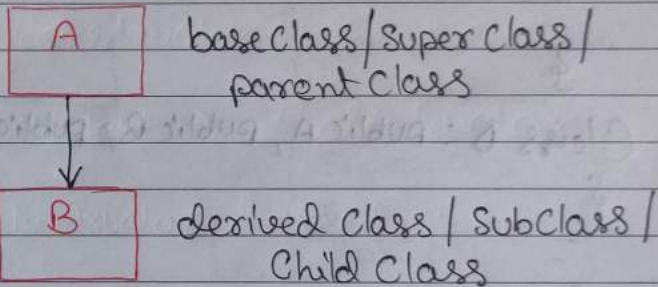 A baseclass/Super Class/
parent Class
B derived Class / SubClass /
Child Class